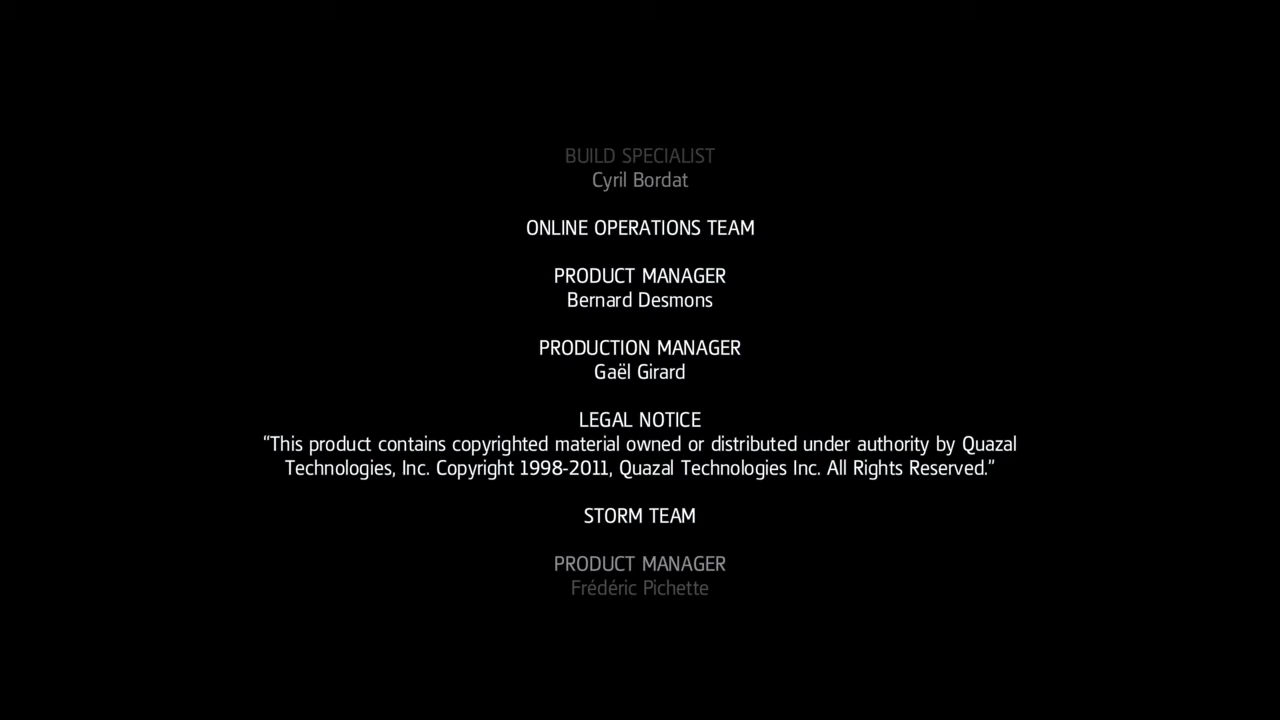 BUILD SPECIALIST
Cyril Bordat
ONLINE OPERATIONS TEAM
PRODUCT MANAGER
Bernard Desmons
PRODUCTION MANAGER
Gaël Girard
LEGAL NOTICE
“This product contains copyrighted material owned or distributed under authority by Quazal
Technologies, Inc. Copyright 1998-2011, Quazal Technologies Inc. All Rights Reserved.”
STORM TEAM
PRODUCT MANAGER
Frédéric Pichette